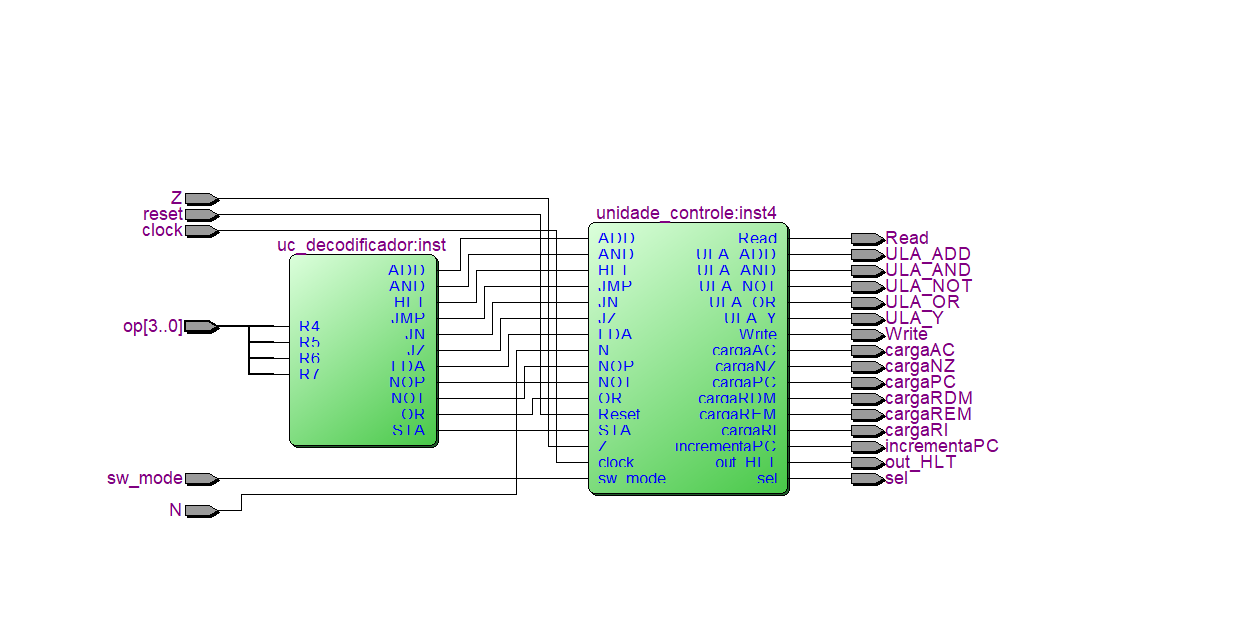 Z
reset
clock
op[3..0]
sw_mode
N
uc_decodificador:inst
R4
R5
R6
R7
ADD
AND
HLT
JMP
JN
JZ
LDA
NOP
NOT
OR
STA
unidade_controle:inst4
ADD
AND
HLT
JMP
JN
JZ
LDA
N
NOP
NOT
OR
Reset
STA
Z
clock
sw_mode
Read
ULA_ADD
ULA_AND
ULA_NOT
ULA_OR
ULA_Y
Write
cargaAC
cargaNZ
cargaPC
cargaRDM
cargaREM
cargaRI
incrementaPC
out_HLT
sel
Read
ULA_ADD
ULA_AND
ULA_NOT
ULA_OR
ULA_Y
Write
cargaAC
cargaNZ
cargaPC
cargaRDM
cargaREM
cargaRI
incrementaPC
out_HLT
sel